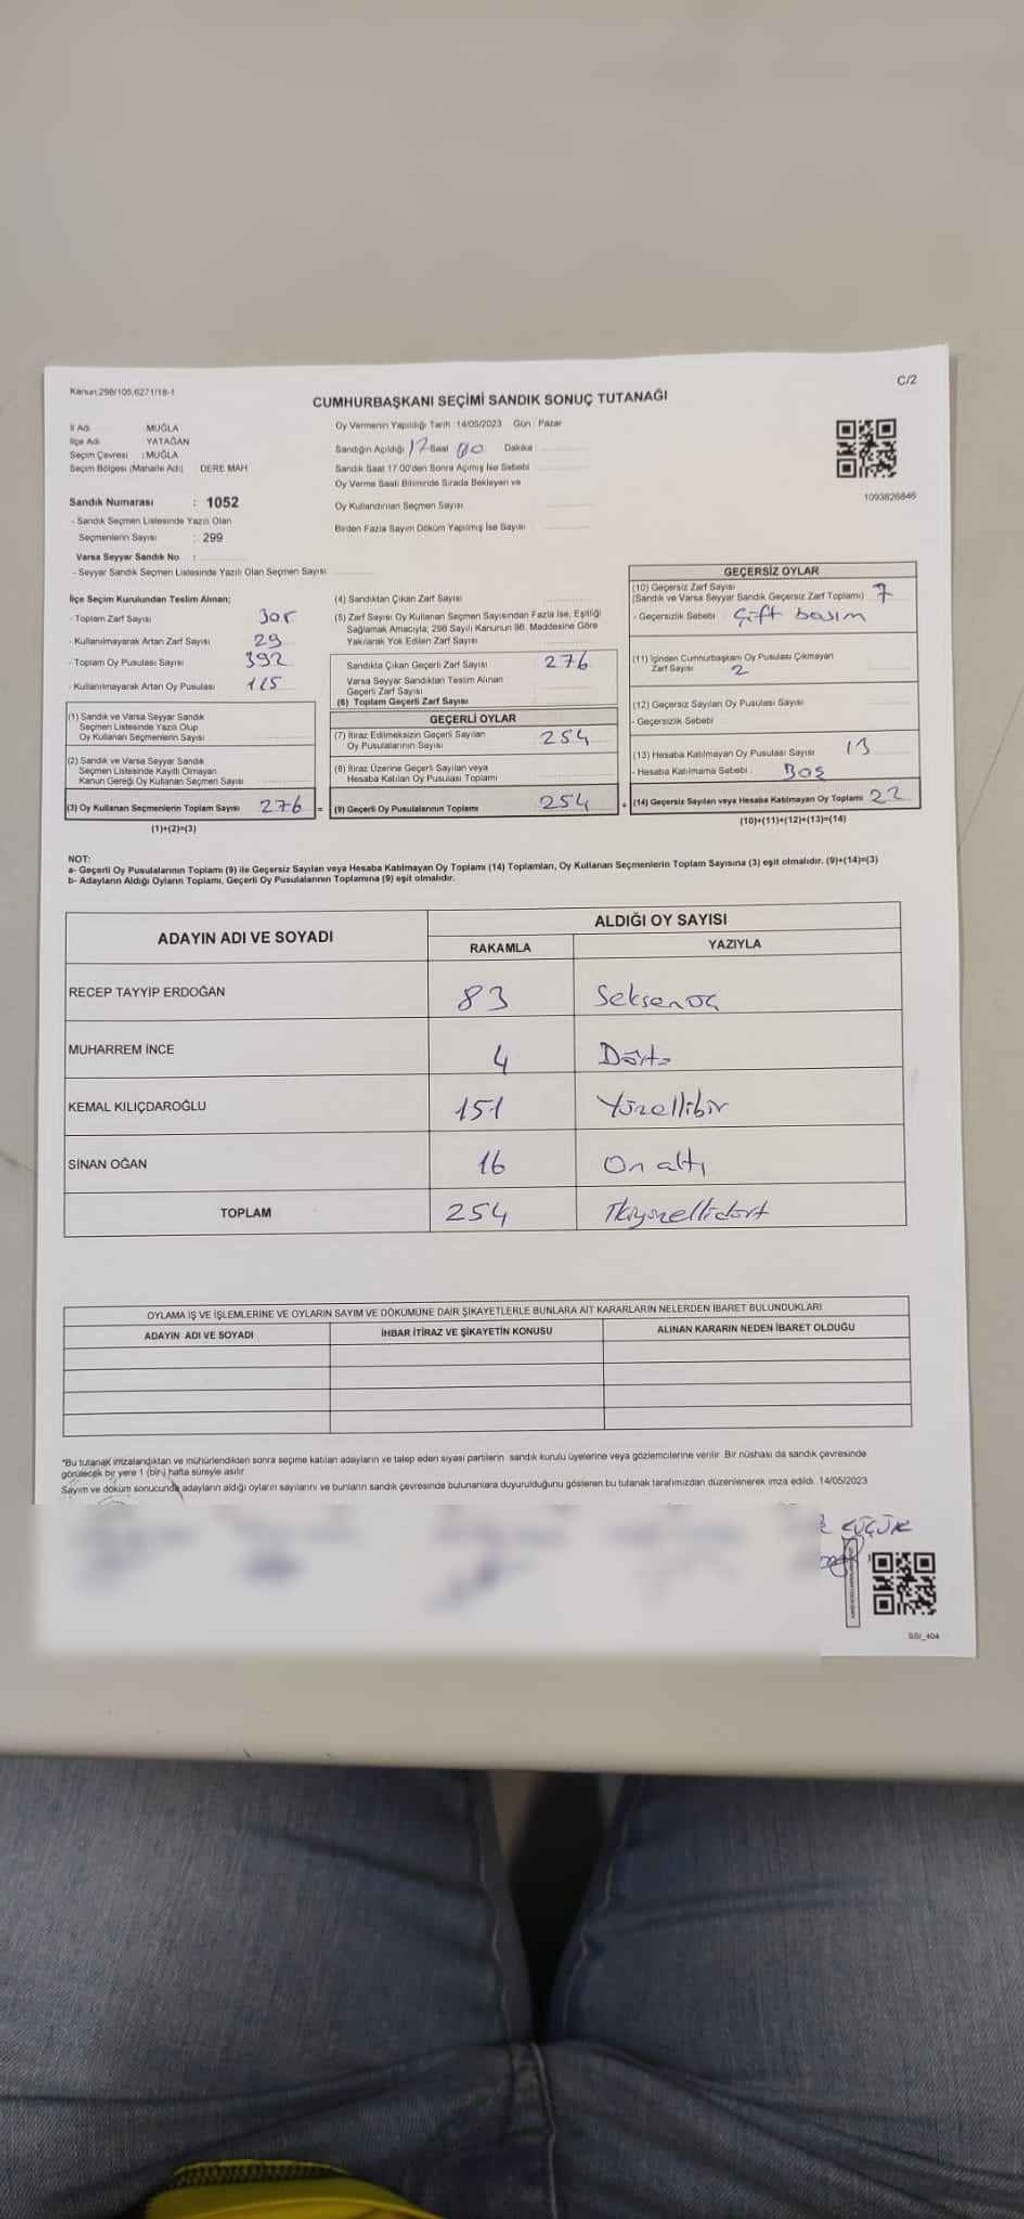 Kanun:298/105,6271/18-1
C/2
CUMHURBAŞKANI SEÇİMİ SANDIK SONUÇ TUTANAĞI
İl Adı MUĞLA
İlçe Adı YATAĞAN
Seçim Çevresi : MUĞLA
Seçim Bölgesi (Mahalle Adı) DERE MAH
Sandık Numarası : 1052
- Sandık Seçmen Listesinde Yazılı Olan
Seçmenlerin Sayısı : 299
Varsa Seyyar Sandık No :
- Seyyar Sandık Seçmen Listesinde Yazılı Olan Seçmen Sayısı
Oy Vermenin Yapıldığı Tarih :14/05/2023 Gün : Pazar
Sandığın Açıldığı 17 Saat 00 Dakika
Sandık Saat 17.00'den Sonra Açmış İse Sebebi
Oy Verme Saati Bitiminde Sırada Bekleyen ve
Oy Kullandırılan Seçmen Sayısı
Birden Fazla Sayım Döküm Yapılmış İse Sayısı
1093826846
İlçe Seçim Kurulundan Teslim Alınan;
- Toplam Zarf Sayısı 305
- Kullanılmayarak Artan Zarf Sayısı 29
- Toplam Oy Pusulası Sayısı 392
- Kullanılmayarak Artan Oy Pusulası 115
(1) Sandık ve Varsa Seyyar Sandık
Seçmen Listesinde Yazılı Olup
Oy Kullanan Seçmenlerin Sayısı
(2) Sandık ve Varsa Seyyar Sandık
Seçmen Listesinde Kayıtlı Olmayan
Kanun Gereği Oy Kullanan Seçmen Sayısı
(3) Oy Kullanan Seçmenlerin Toplam Sayısı 276 =
(1)+(2)=(3)
(4) Sandıktan Çıkan Zarf Sayısı
(5) Zarf Sayısı Oy Kullanan Seçmen Sayısından Fazla İse, Eşitliği
Sağlamak Amacıyla; 298 Sayılı Kanunun 98. Maddesine Göre
Yakılarak Yok Edilen Zarf Sayısı
Sandıkta Çıkan Geçerli Zarf Sayısı 276
Varsa Seyyar Sandıktan Teslim Alınan
Geçerli Zarf Sayısı
(6) Toplam Geçerli Zarf Sayısı
GEÇERLİ OYLAR
(7) İtiraz Edilmeksizin Geçerli Sayılan
Oy Pusulalarının Sayısı 254
(8) İtiraz Üzerine Geçerli Sayılan veya
Hesaba Katılan Oy Pusulası Toplamı
(9) Geçerli Oy Pusulalarının Toplamı 254 +
GEÇERSİZ OYLAR
(10) Geçersiz Zarf Sayısı
(Sandık ve Varsa Seyyar Sandık Geçersiz Zarf Toplamı) 7
- Geçersizlik Sebebi Çift basım
(11) İçinden Cumhurbaşkanı Oy Pusulası Çıkmayan
Zarf Sayısı 2
(12) Geçersiz Sayılan Oy Pusulası Sayısı
- Geçersizlik Sebebi
(13) Hesaba Katılmayan Oy Pusulası Sayısı 13
- Hesaba Katılmama Sebebi Boş
(14) Geçersiz Sayılan veya Hesaba Katılmayan Oy Toplamı 22
(10)+(11)+(12)+(13)=(14)
NOT:
a- Geçerli Oy Pusulalarının Toplamı (9) ile Geçersiz Sayılan veya Hesaba Katılmayan Oy Toplamı (14) Toplamları, Oy Kullanan Seçmenlerin Toplam Sayısına (3) eşit olmalıdır. (9)+(14)=(3)
b- Adayların Aldığı Oyların Toplamı, Geçerli Oy Pusulalarının Toplamına (9) eşit olmalıdır.
ADAYIN ADI VE SOYADI
ALDIĞI OY SAYISI
RAKAMLA YAZIYLA
RECEP TAYYİP ERDOĞAN 83 Seksenüç
MUHARREM İNCE 4 Dört
KEMAL KILIÇDAROĞLU 151 Yüzellibir
SİNAN OĞAN 16 On altı
TOPLAM 254 İkiyüzellidört
OYLAMA İŞ VE İŞLEMLERİNE VE OYLARIN SAYIM VE DÖKÜMÜNE DAİR ŞİKAYETLERLE BUNLARA AİT KARARLARIN NELERDEN İBARET BULUNDUKLARI
ADAYIN ADI VE SOYADI İHBAR İTİRAZ VE ŞİKAYETİN KONUSU ALINAN KARARIN NEDEN İBARET OLDUĞU
"Bu tutanak imzalandıktan ve mühürlendikten sonra seçime katılan adayların ve talep eden siyasi partilerin sandık kurulu üyelerine veya gözlemcilerine verilir. Bir nüshası da sandık çevresinde
görülecek bir yere 1 (bir) hafta süreyle asılır
Sayım ve döküm sonucunda adayların aldığı oyların sayılarını ve bunların sandık çevresinde bulunanlara duyurulduğunu gösteren bu tutanak tarafımızdan düzenlenerek imza edildi. 14/05/2023
KÜÇÜK